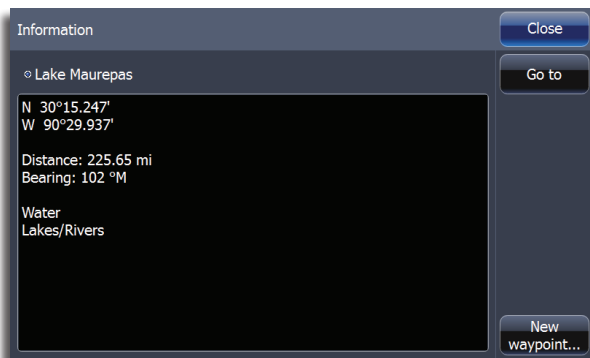 Information
Close
Lake Maurepas
Go to
N 30°15.247'
W 90°29.937'
Distance: 225.65 mi
Bearing: 102 °M
Water
Lakes/Rivers
New
waypoint...